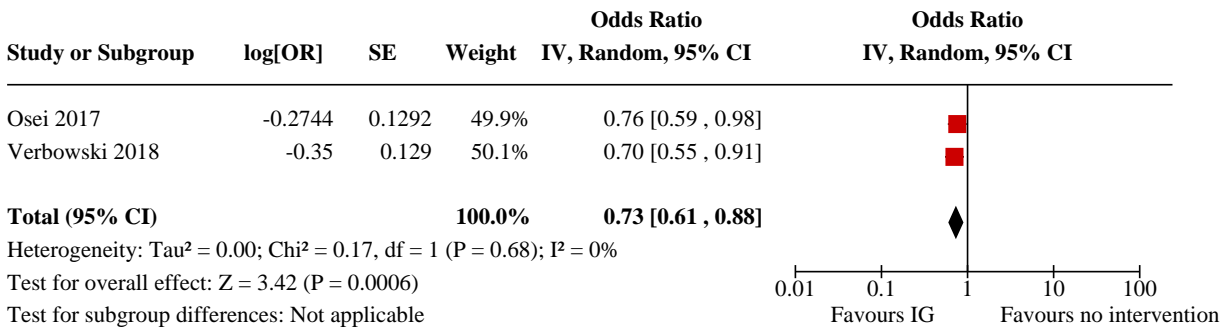 Odds Ratio Odds Ratio
Study or Subgroup log[OR] SE Weight IV, Random, 95% CI IV, Random, 95% CI
Osei 2017 -0.2744 0.1292 49.9% 0.76 [0.59 , 0.98]
Verbowski 2018 -0.35 0.129 50.1% 0.70 [0.55 , 0.91]
Total (95% CI) 100.0% 0.73 [0.61 , 0.88]
Heterogeneity: Tau² = 0.00; Chi² = 0.17, df = 1 (P = 0.68); I² = 0%
Test for overall effect: Z = 3.42 (P = 0.0006)
0.01 0.1 1 10 100
Test for subgroup differences: Not applicable Favours IG Favours no intervention